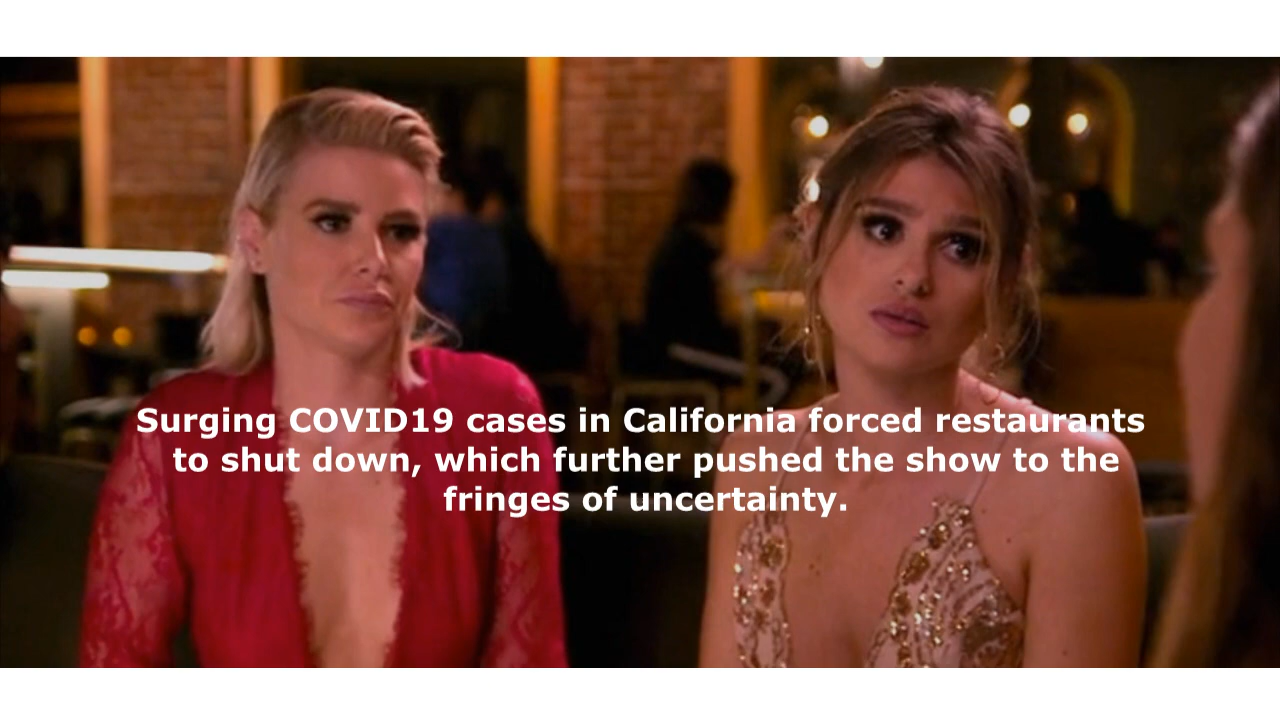 Surging COVID19 cases in California forced restaurants
to shut down, which further pushed the show to the
fringes of uncertainty.